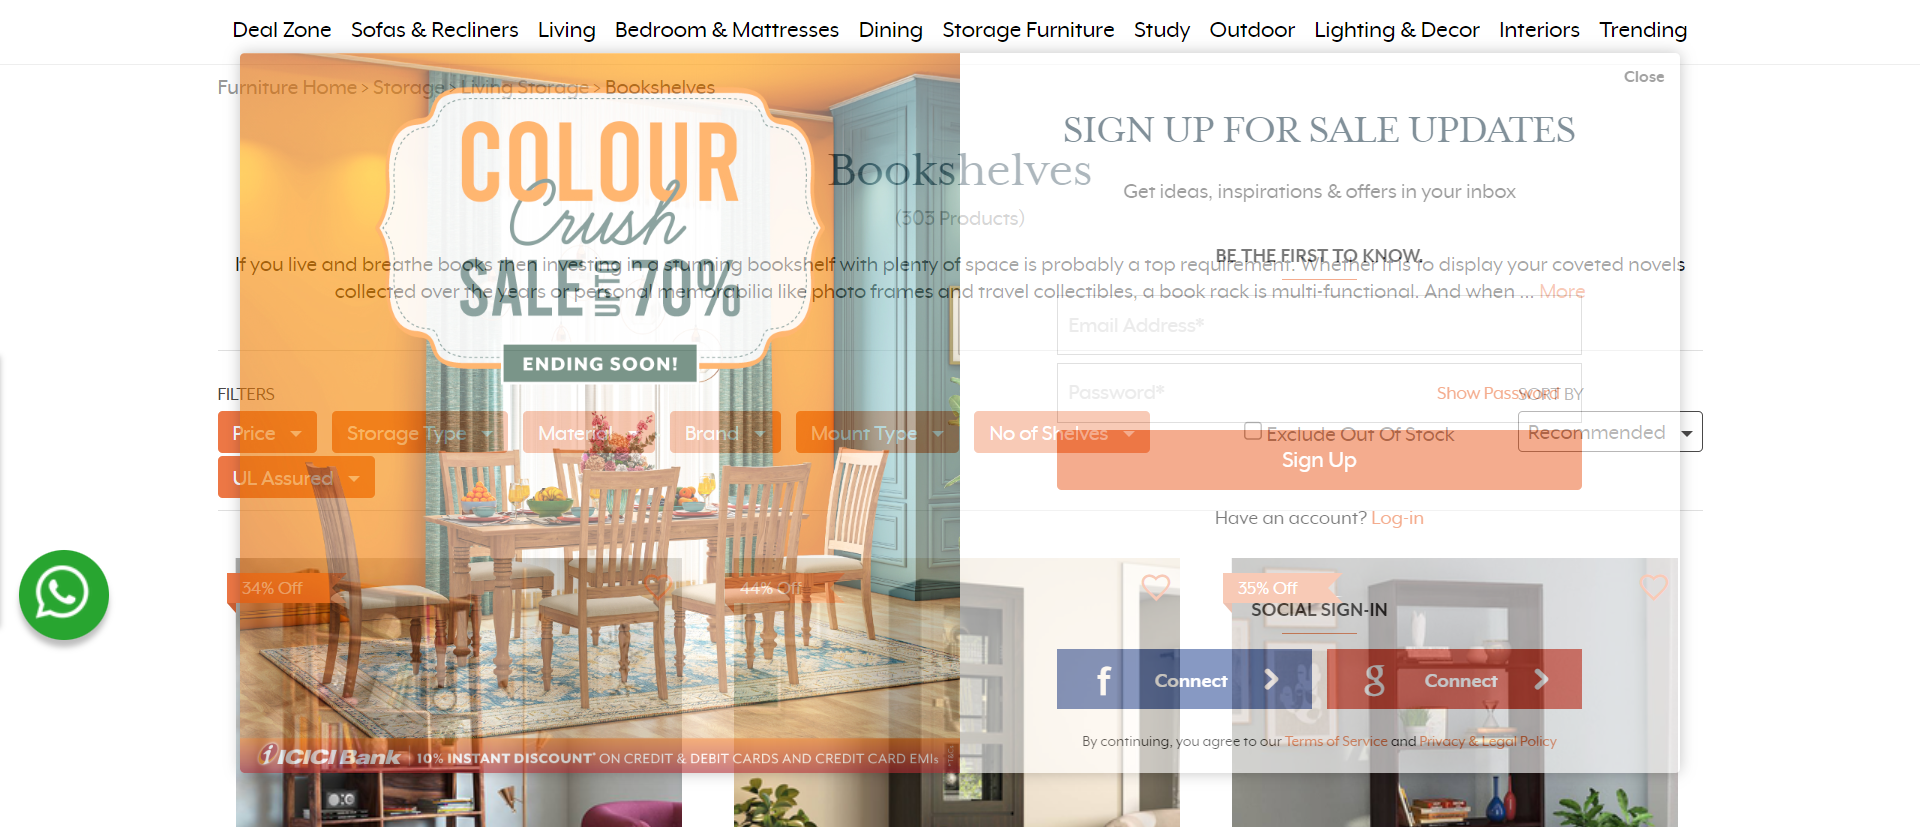 Deal Zone Sofas & Recliners Living Bedroom & Mattresses Dining Storage Furniture Study Outdoor Lighting & Decor Interiors Trending
Furniture Home > Storage > Living Storage > Bookshelves
Close
COLOUR
Crush
SALE UPTO 70%
ENDING SOON!
SIGN UP FOR SALE UPDATES
Bookshelves
Get ideas, inspirations & offers in your inbox
(303 Products)
BE THE FIRST TO KNOW.
If you live and breathe books then investing in a stunning bookshelf with plenty of space is probably a top requirement. Whether it is to display your coveted novels
collected over the years or personal memorabilia like photo frames and travel collectibles, a book rack is multi-functional. And when ... More
Email Address*
Password* Show Password
FILTERS
SORT BY
Price Storage Type Material Brand Mount Type No of Shelves
Exclude Out Of Stock
Recommended
Sign Up
UL Assured
Have an account? Log-in
34% Off
44% Off
35% Off
SOCIAL SIGN-IN
f Connect
g Connect
By continuing, you agree to our Terms of Service and Privacy & Legal Policy
ICICI Bank 10% INSTANT DISCOUNT* ON CREDIT & DEBIT CARDS AND CREDIT CARD EMIs